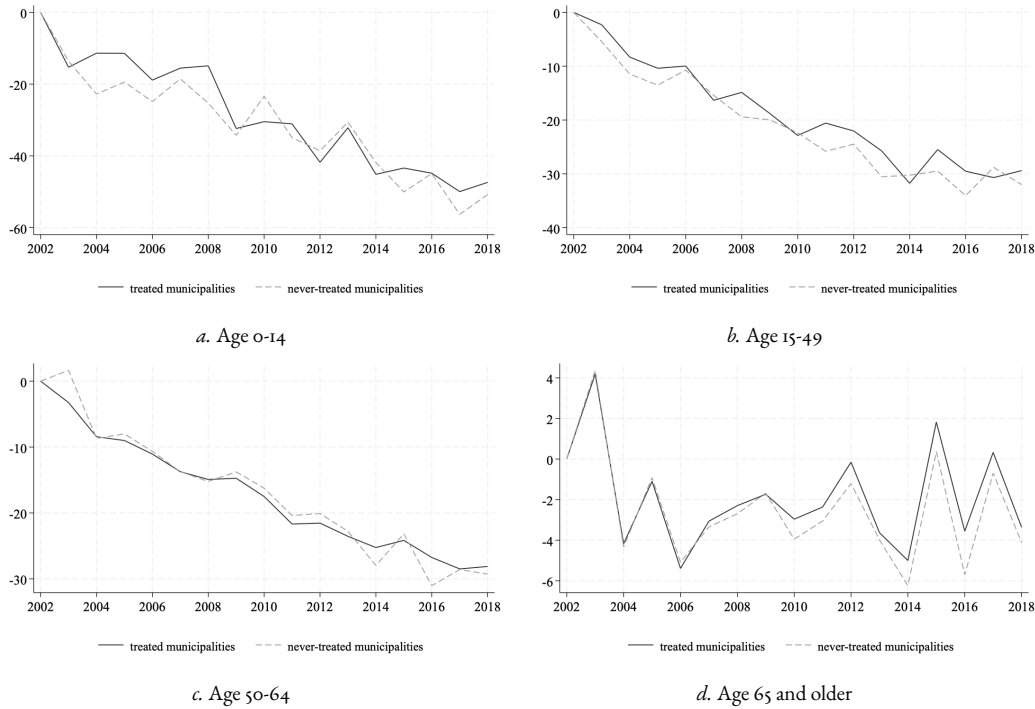 0
-20
-40
-60
2002 2004 2006 2008 2010 2012 2014 2016 2018
treated municipalities never-treated municipalities
a. Age 0-14
0
-10
-20
-30
-40
2002 2004 2006 2008 2010 2012 2014 2016 2018
treated municipalities never-treated municipalities
b. Age 15-49
0
-10
-20
-30
2002 2004 2006 2008 2010 2012 2014 2016 2018
treated municipalities never-treated municipalities
c. Age 50-64
4
2
0
-2
-4
-6
2002 2004 2006 2008 2010 2012 2014 2016 2018
treated municipalities never-treated municipalities
d. Age 65 and older